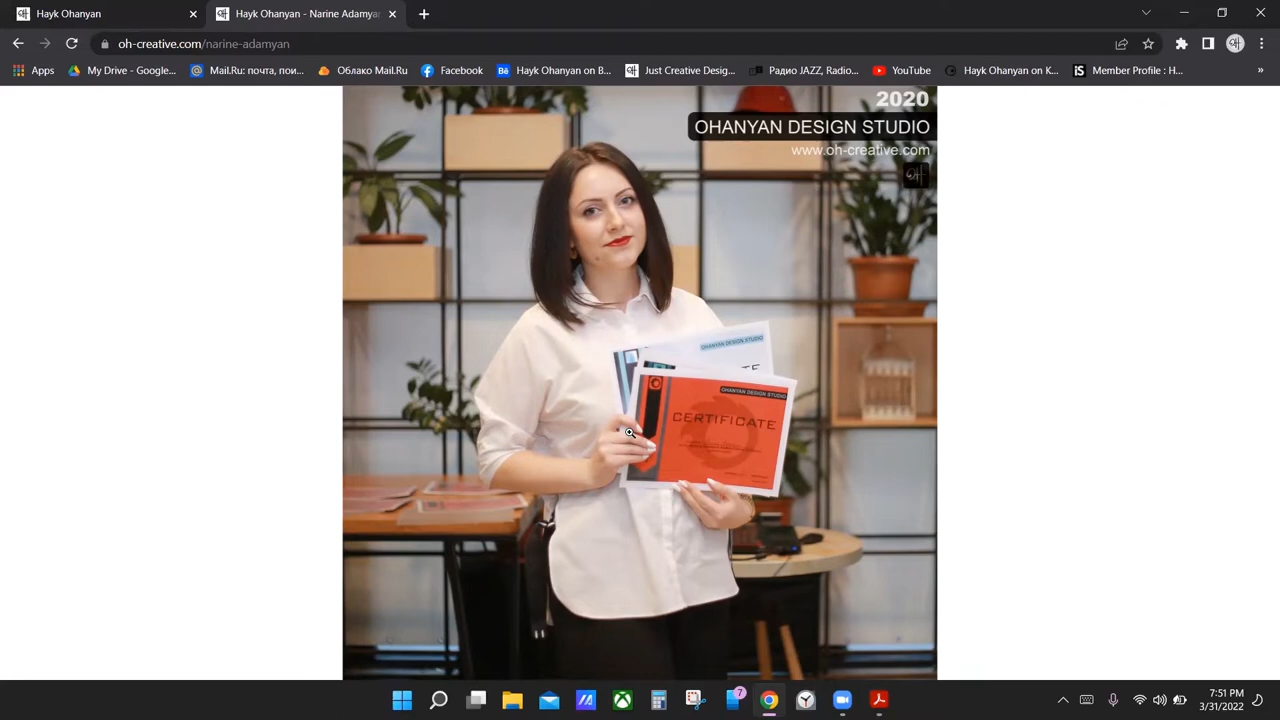 Hayk Ohanyan
Hayk Ohanyan - Narine Adamyan
oh-creative.com/narine-adamyan
Apps
My Drive - Google...
Mail.Ru: почта, пои...
Облако Mail.Ru
Facebook
Hayk Ohanyan on B...
Just Creative Desig...
Радио JAZZ, Radio...
YouTube
Hayk Ohanyan on K...
Member Profile : H...
»
2020
OHANYAN DESIGN STUDIO
www.oh-creative.com
OHANYAN DESIGN STUDIO
OHANYAN DESIGN STUDIO
CERTIFICATE
7
7:51 PM
3/31/2022